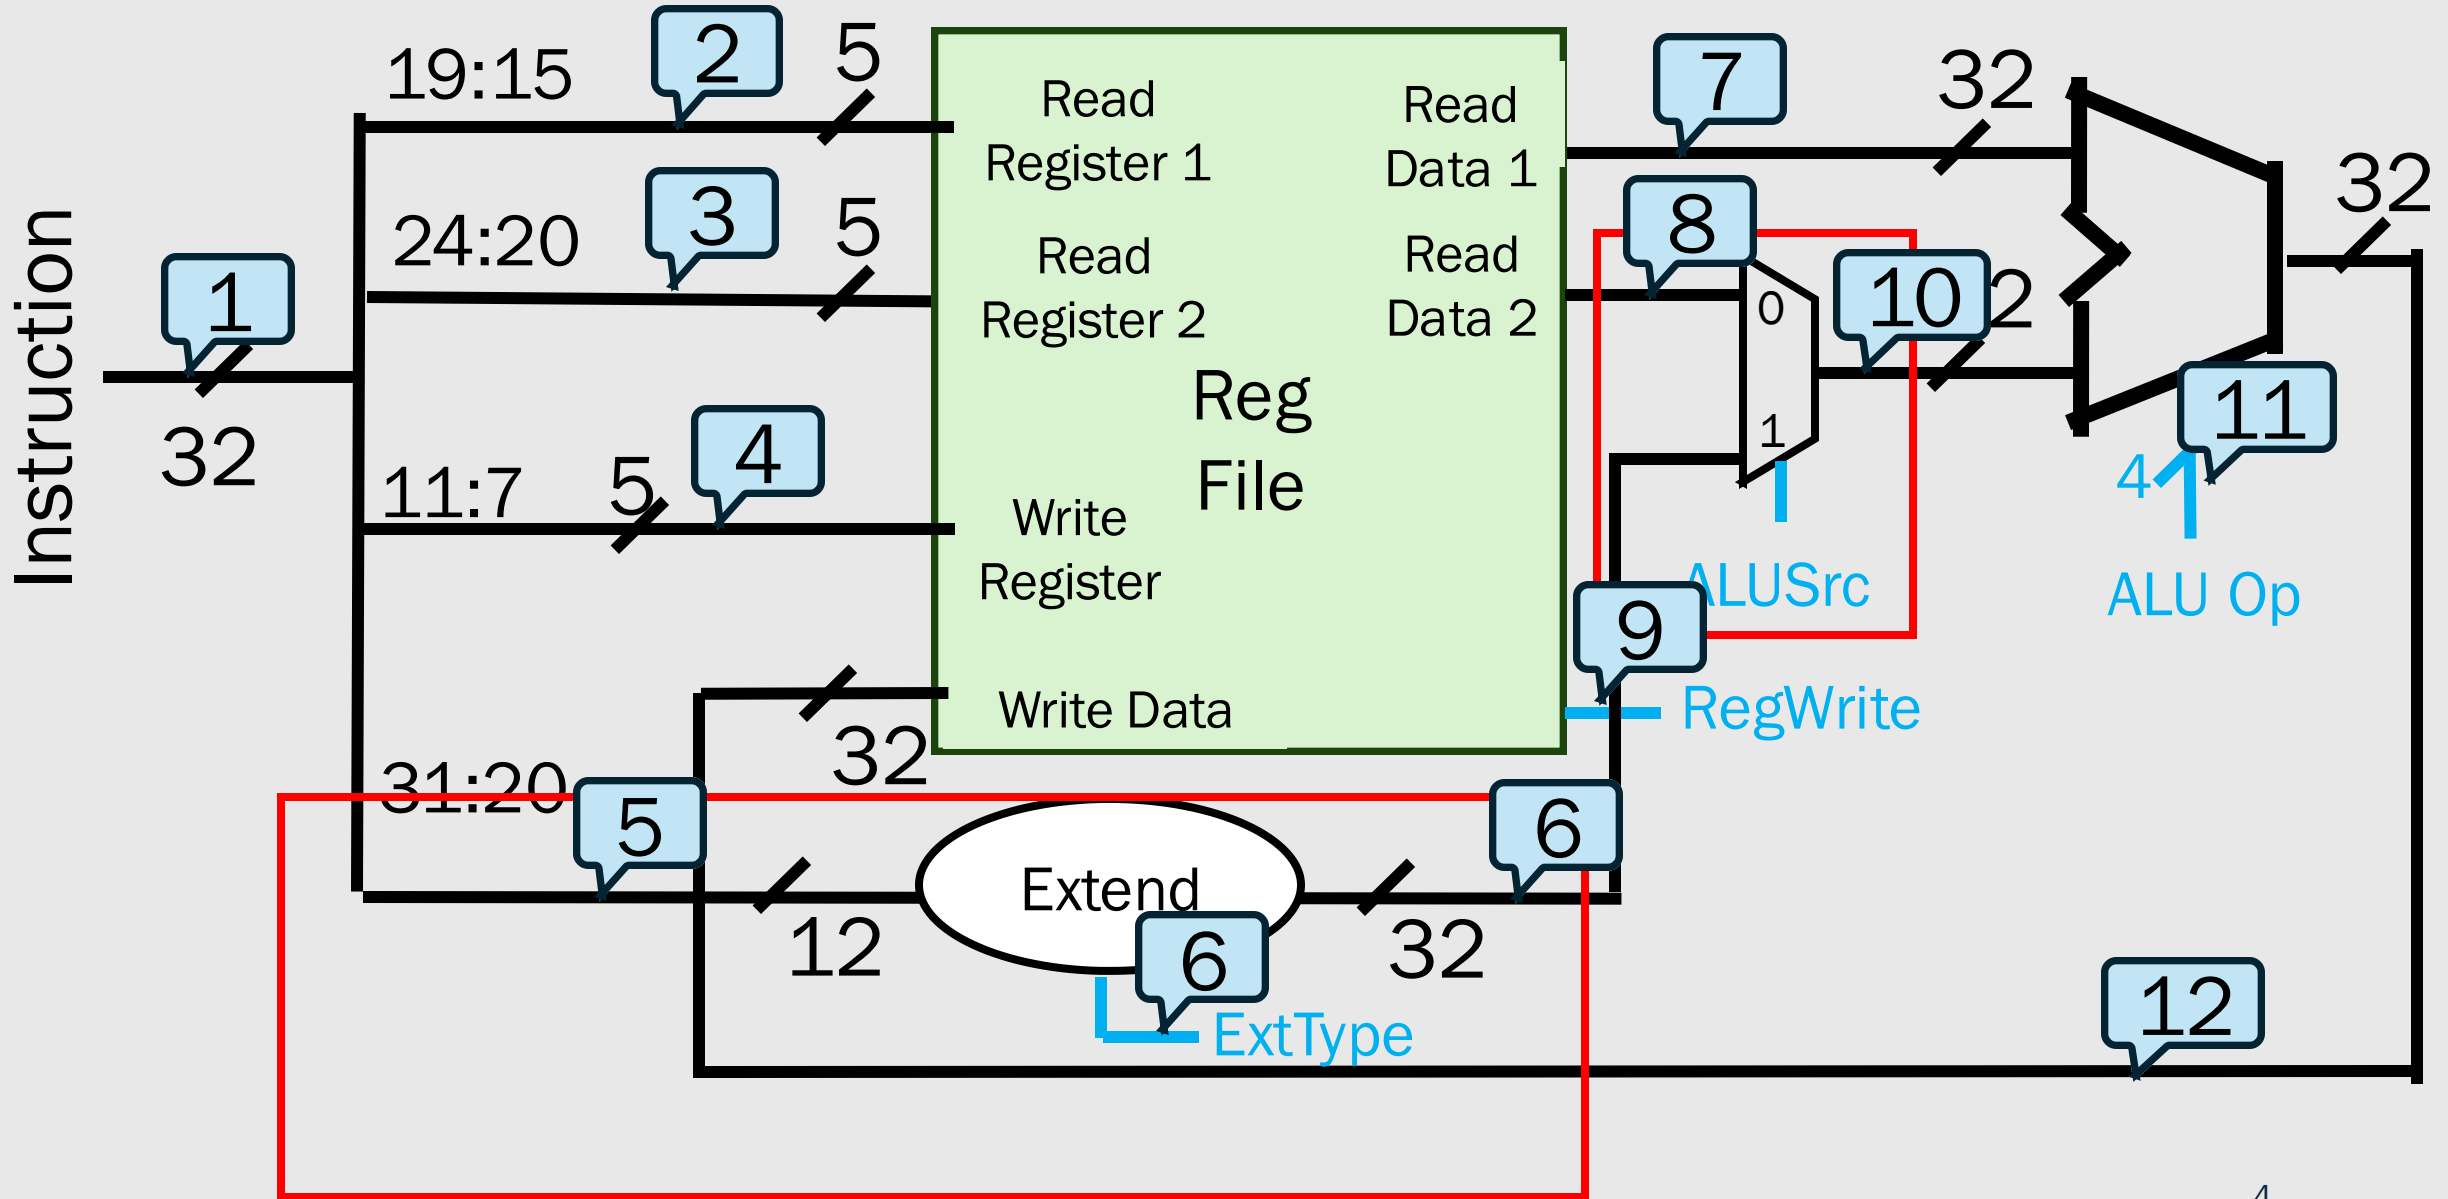 Instruction
1
32
19:15
2
5
24:20
3
5
11:7
5
4
31:20
5
12
32
Read
Register 1
Read
Register 2
Write
Register
Write Data
Reg
File
Read
Data 1
Read
Data 2
7
32
8
0
1
10
2
32
ALUSrc
9
RegWrite
11
4
ALU Op
Extend
6
ExtType
6
32
12